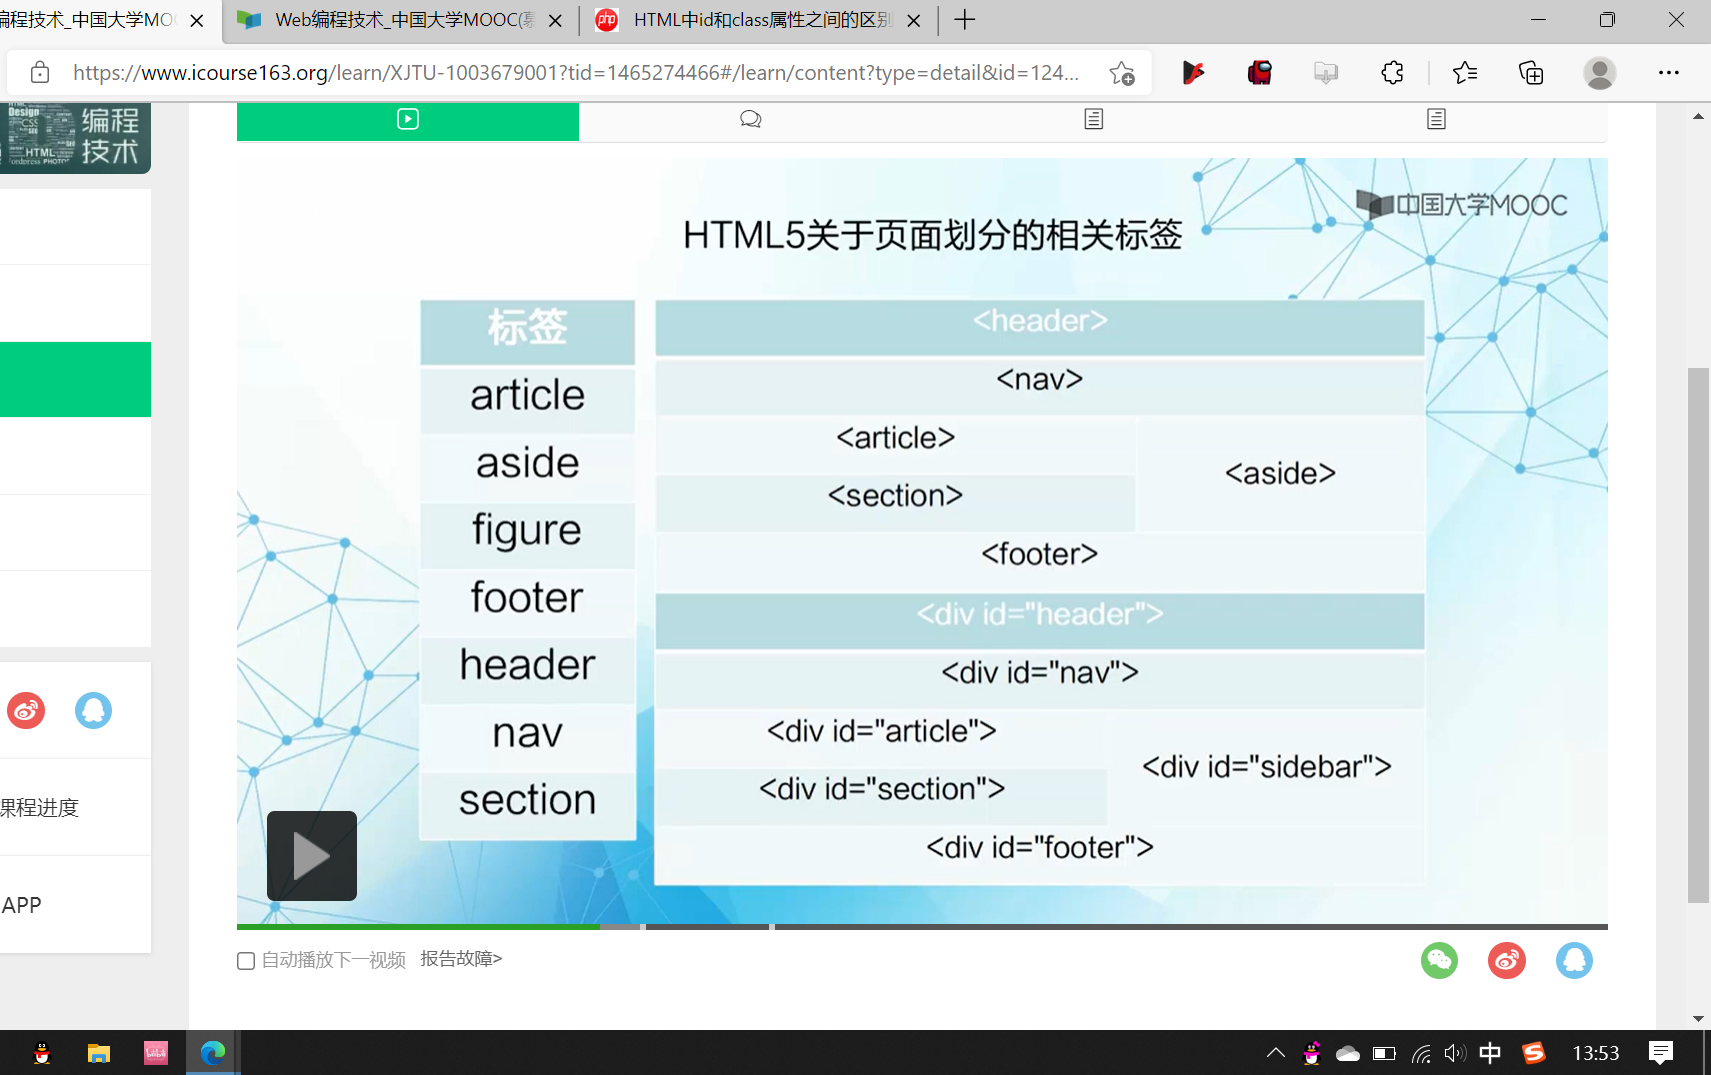 编程技术_中国大学MOC
Web编程技术_中国大学MOOC(慕
php
HTML中id和class属性之间的区别
https://www.icourse163.org/learn/XJTU-1003679001?tid=1465274466#/learn/content?type=detail&id=124...
Design
CSS
HTML
编程
技术
中国大学MOOC
HTML5关于页面划分的相关标签
标签
article
aside
figure
footer
header
nav
section
<header>
<nav>
<article>
<aside>
<section>
<footer>
<div id="header">
<div id="nav">
<div id="article">
<div id="sidebar">
<div id="section">
<div id="footer">
课程进度
APP
自动播放下一视频
报告故障>
bilibili
中
S
13:53